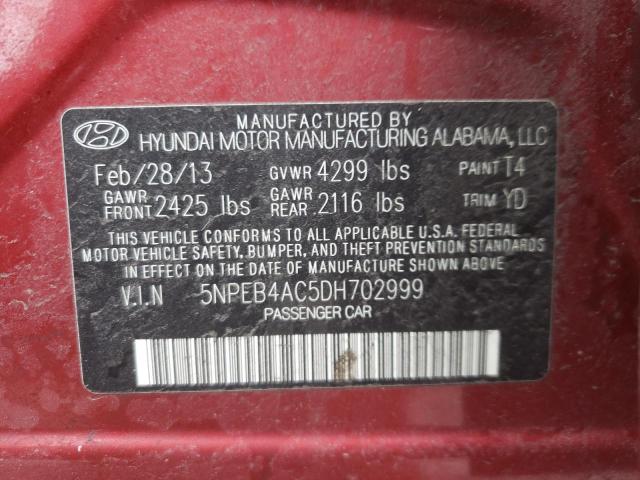 MANUFACTURED BY
HYUNDAI MOTOR MANUFACTURING ALABAMA, LLC
Feb/28/13 GVWR 4299 lbs PAINT T4
GAWR FRONT 2425 lbs GAWR REAR 2116 lbs TRIM YD
THIS VEHICLE CONFORMS TO ALL APPLICABLE U.S.A. FEDERAL
MOTOR VEHICLE SAFETY, BUMPER, AND THEFT PREVENTION STANDARDS
IN EFFECT ON THE DATE OF MANUFACTURE SHOWN ABOVE.
V.I.N 5NPEB4AC5DH702999
PASSENGER CAR